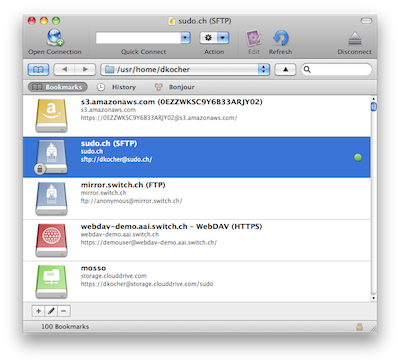 sudo.ch (SFTP)
Open Connection
Quick Connect
Action
Edit
Refresh
Disconnect
/usr/home/dkocher
Bookmarks
History
Bonjour
s3.amazonaws.com (0EZZWKSC9Y6833ARJY02)
s3.amazonaws.com
https://0EZZWKSC9Y6833ARJY02@s3.amazonaws.com/
sudo.ch (SFTP)
sudo.ch
sftp://dkocher@sudo.ch/
mirror.switch.ch (FTP)
mirror.switch.ch
ftp://anonymous@mirror.switch.ch/
webdav-demo.aai.switch.ch – WebDAV (HTTPS)
webdav-demo.aai.switch.ch
https://demouser@webdav-demo.aai.switch.ch/
mosso
storage.clouddrive.com
https://dkocher@storage.clouddrive.com/sudo
100 Bookmarks